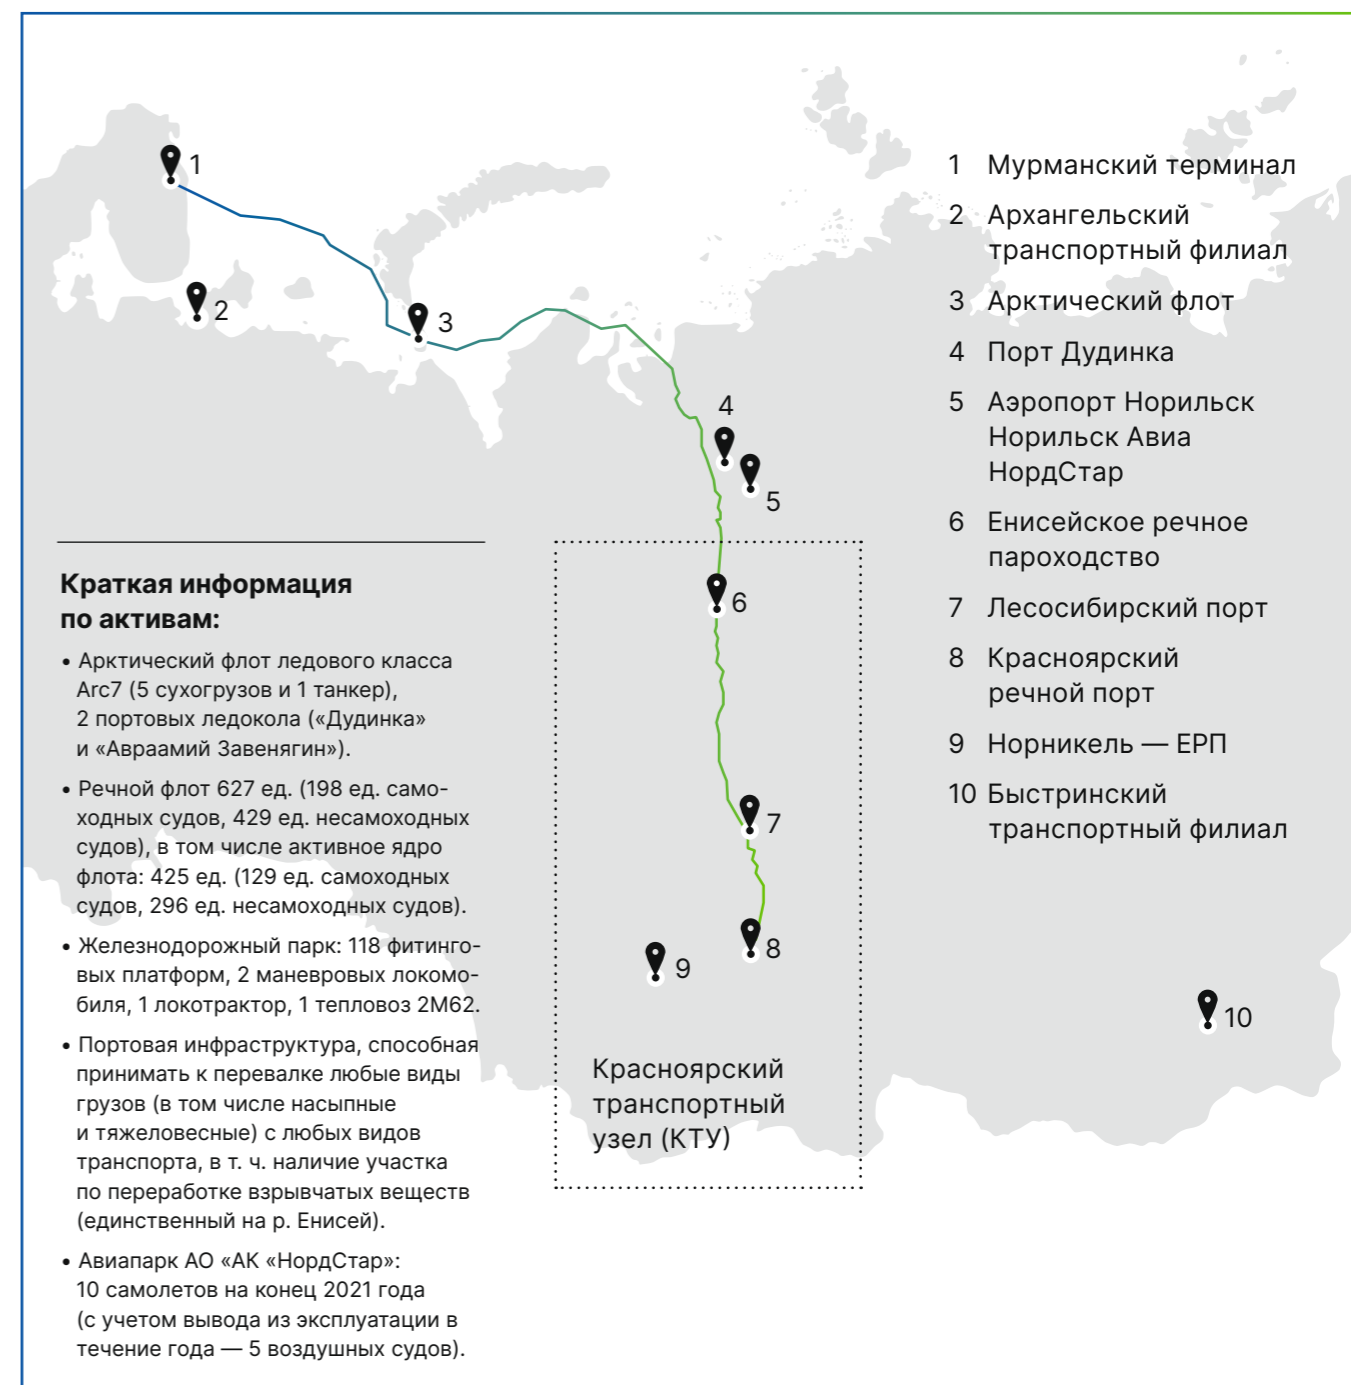 1
2
3
4
5
6
7
8
9
10
Красноярский
транспортный
узел (КТУ)
1 Мурманский терминал
2 Архангельский
транспортный филиал
3 Арктический флот
4 Порт Дудинка
5 Аэропорт Норильск
Норильск Авиа
НордСтар
6 Енисейское речное
пароходство
7 Лесосибирский порт
8 Красноярский
речной порт
9 Норникель — ЕРП
10 Быстринский
транспортный филиал
Краткая информация
по активам:
• Арктический флот ледового класса
Arc7 (5 сухогрузов и 1 танкер),
2 портовых ледокола («Дудинка»
и «Авраамий Завенягин»).
• Речной флот 627 ед. (198 ед. само-
ходных судов, 429 ед. несамоходных
судов), в том числе активное ядро
флота: 425 ед. (129 ед. самоходных
судов, 296 ед. несамоходных судов).
• Железнодорожный парк: 118 фитинго-
вых платформ, 2 маневровых локомо-
биля, 1 локотрактор, 1 тепловоз 2М62.
• Портовая инфраструктура, способная
принимать к перевалке любые виды
грузов (в том числе насыпные
и тяжеловесные) с любых видов
транспорта, в т. ч. наличие участка
по переработке взрывчатых веществ
(единственный на р. Енисей).
• Авиапарк АО «АК «НордСтар»:
10 самолетов на конец 2021 года
(с учетом вывода из эксплуатации в
течение года — 5 воздушных судов).